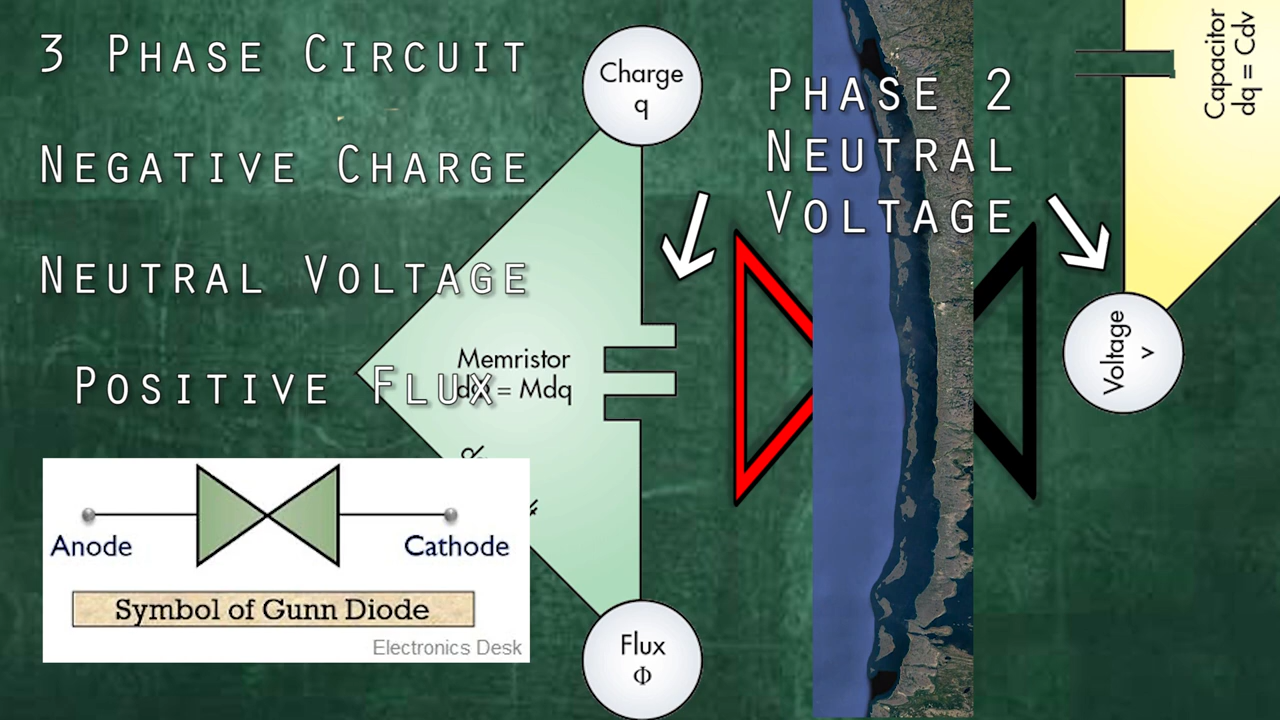 3 Phase Circuit
Negative Charge
Neutral Voltage
Positive Flux
Charge
q
Phase 2
Neutral
Voltage
Capacitor
dq = Cdv
Memristor
= Mdq
Voltage
v
Anode
Cathode
Symbol of Gunn Diode
Electronics Desk
Flux
Φ